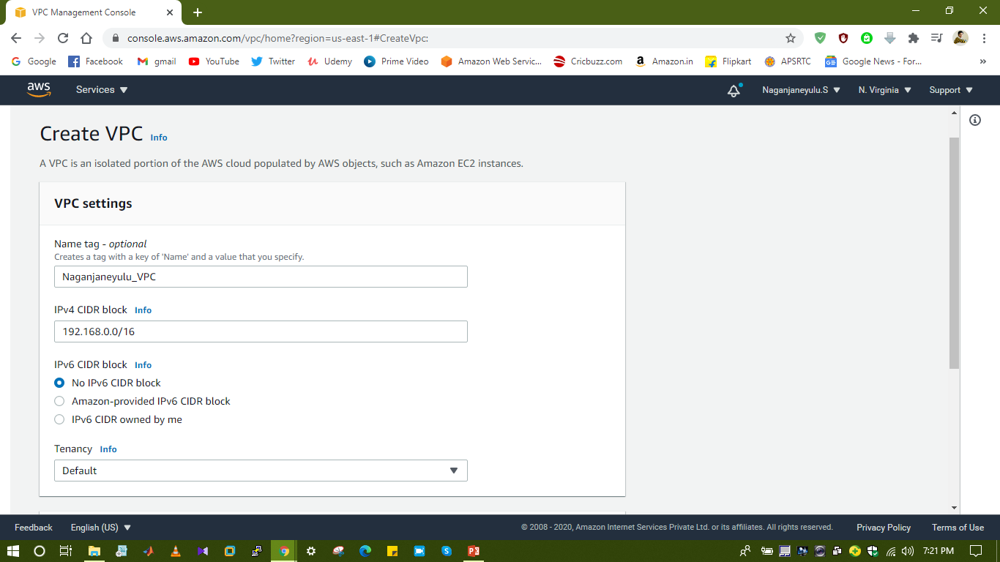 VPC Management Console
console.aws.amazon.com/vpc/home?region=us-east-1#CreateVpc:
Google Facebook gmail YouTube Twitter Udemy Prime Video Amazon Web Servic... Cricbuzz.com Amazon.in Flipkart APSRTC Google News - For... »
aws Services Naganjaneyulu.S N. Virginia Support
Create VPC Info
A VPC is an isolated portion of the AWS cloud populated by AWS objects, such as Amazon EC2 instances.
VPC settings
Name tag - optional
Creates a tag with a key of 'Name' and a value that you specify.
Naganjaneyulu_VPC
IPv4 CIDR block Info
192.168.0.0/16
IPv6 CIDR block Info
No IPv6 CIDR block
Amazon-provided IPv6 CIDR block
IPv6 CIDR owned by me
Tenancy Info
Default
Feedback English (US) © 2008 - 2020, Amazon Internet Services Private Ltd. or its affiliates. All rights reserved. Privacy Policy Terms of Use
7:21 PM